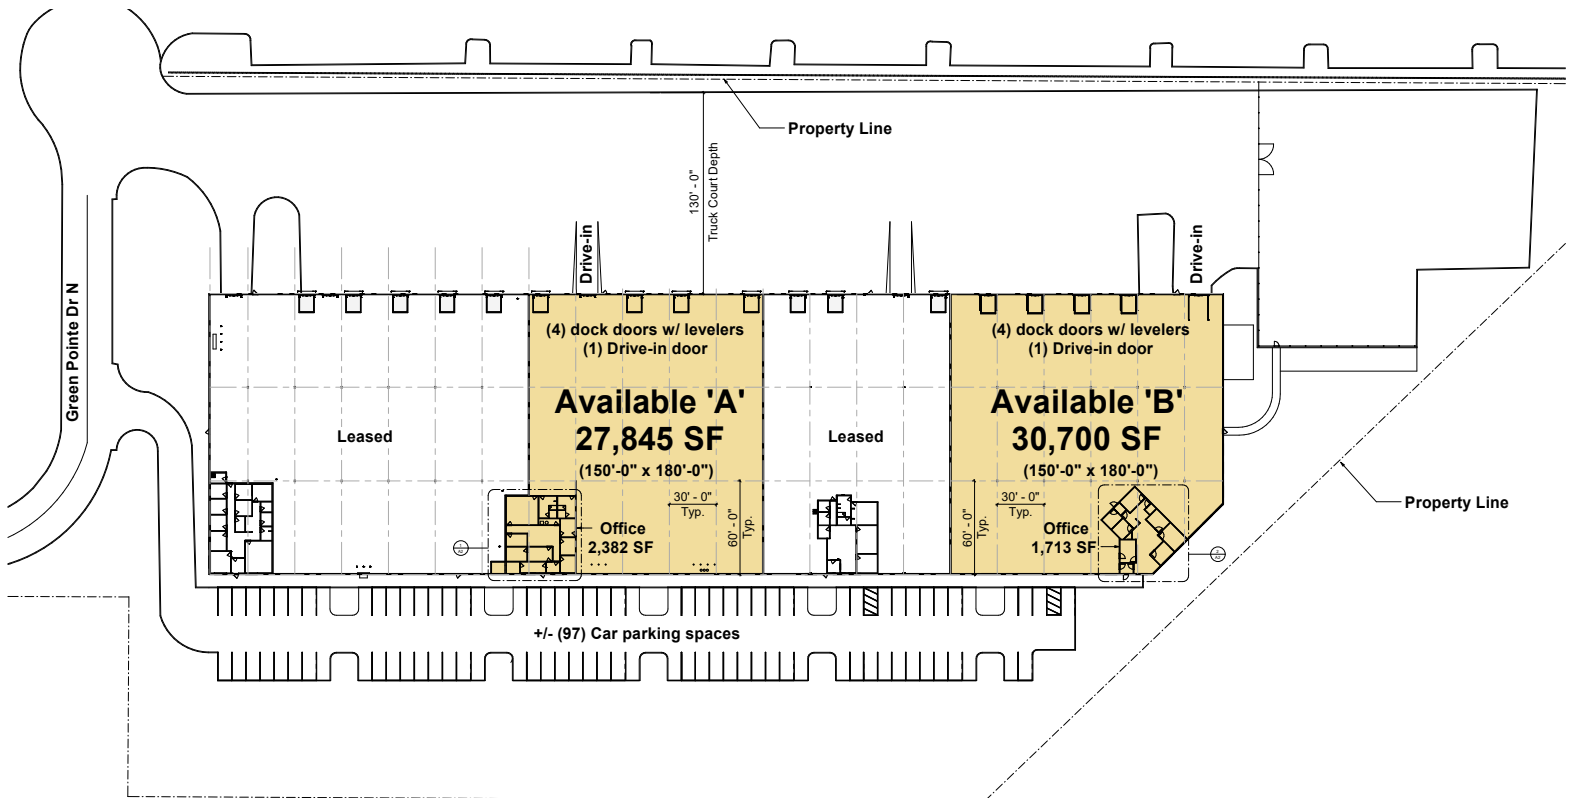 Property Line
130' - 0"
Truck Court Depth
Drive-in
Drive-in
Green Pointe Dr N
(4) dock doors w/ levelers
(1) Drive-in door
Available 'A'
27,845 SF
(150'-0" x 180'-0")
30' - 0"
Typ.
60' - 0"
Typ.
Office
2,382 SF
Leased
Leased
(4) dock doors w/ levelers
(1) Drive-in door
Available 'B'
30,700 SF
(150'-0" x 180'-0")
30' - 0"
Typ.
60' - 0"
Typ.
Office
1,713 SF
Property Line
+/- (97) Car parking spaces